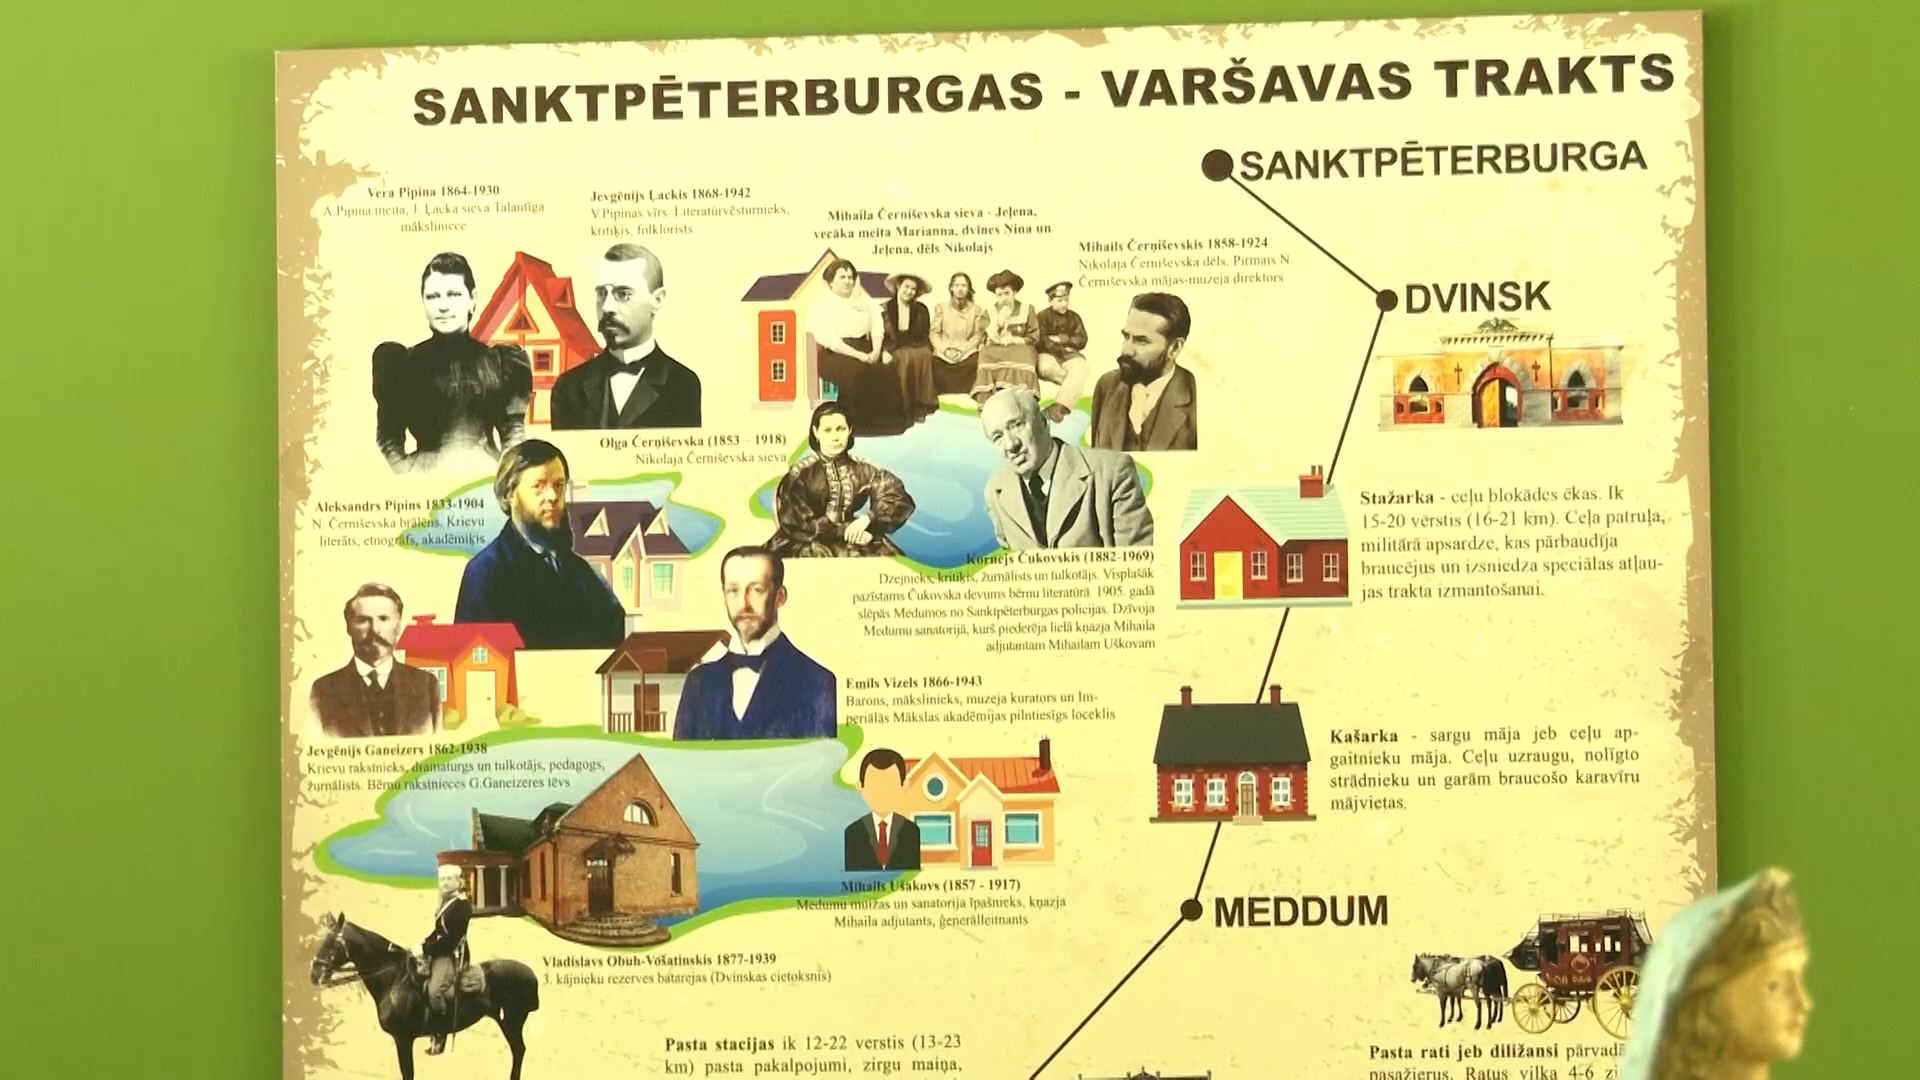 SANKTPĒTERBURGAS - VARŠAVAS TRAKTS
SANKTPĒTERBURGA
Vera Pipina 1864-1930
A.Pipina meita, J. Ļacka sieva Talantīga
māksliniece
Jevgēnijs Ļackis 1868-1942
V.Pipinas vīrs. Literatūrvēsturnieks,
kritiķis, folklorists
Mihaila Černiševska sieva - Jeļena,
vecāka meita Marianna, dvīnes Ņina un
Jeļena, dēls Nikolajs
Mihails Čerņiševskis 1858-1924
Nikolaja Černiševska dēls. Pirmais N.
Černiševska mājas-muzeja direktors
DVINSK
Olga Čerņiševska (1853 - 1918)
Nikolaja Černiševska sieva
Aleksandrs Pipins 1833-1904
N. Černiševska brālēns. Krievu
literāts, etnogrāfs, akadēmiķis
Kornejs Čukovskis (1882-1969)
Dzejnieks, kritiķis, žurnālists un tulkotājs. Visplašāk
pazīstams Čukovska devums bērnu literatūrā. 1905. gadā
slēpās Medumos no Sanktpēterburgas policijas. Dzīvoja
Medumu sanatorijā, kurš piederēja lielā kņazja Mihaila
adjutantam Mihailam Uškovam
Stažarka - ceļu blokādes ēkas. Ik
15-20 vērstis (16-21 km). Ceļa patruļa,
militārā apsardze, kas pārbaudīja
braucējus un izsniedza speciālas atļau-
jas trakta izmantošanai.
Emīls Vizels 1866-1943
Barons, mākslinieks, muzeja kurators un Im-
periālās Mākslas akadēmijas pilntiesīgs loceklis
Jevgēnijs Ganeizers 1862-1938
Krievu rakstnieks, dramaturgs un tulkotājs, pedagogs,
žurnālists. Bērnu rakstnieces G.Ganeizeres tēvs
Kašarka - sargu māja jeb ceļu ap-
gaitnieku māja. Ceļu uzraugu, nolīgto
strādnieku un garām braucošo karavīru
mājvietas.
Mihails Ušakovs (1857 - 1917)
Medumu muižas un sanatorija īpašnieks, kņazja
Mihaila adjutants, ģenerālleitnants
MEDDUM
Vladislavs Obuh-Vošatinskis 1877-1939
3. kājnieku rezerves batarejas (Dvinskas cietoksnis)
Pasta stacijas ik 12-22 verstis (13-23
km) pasta pakalpojumi, zirgu maiņa,
Pasta rati jeb diližansi pārvadā
pasažierus. Ratus vilka 4-6 zi